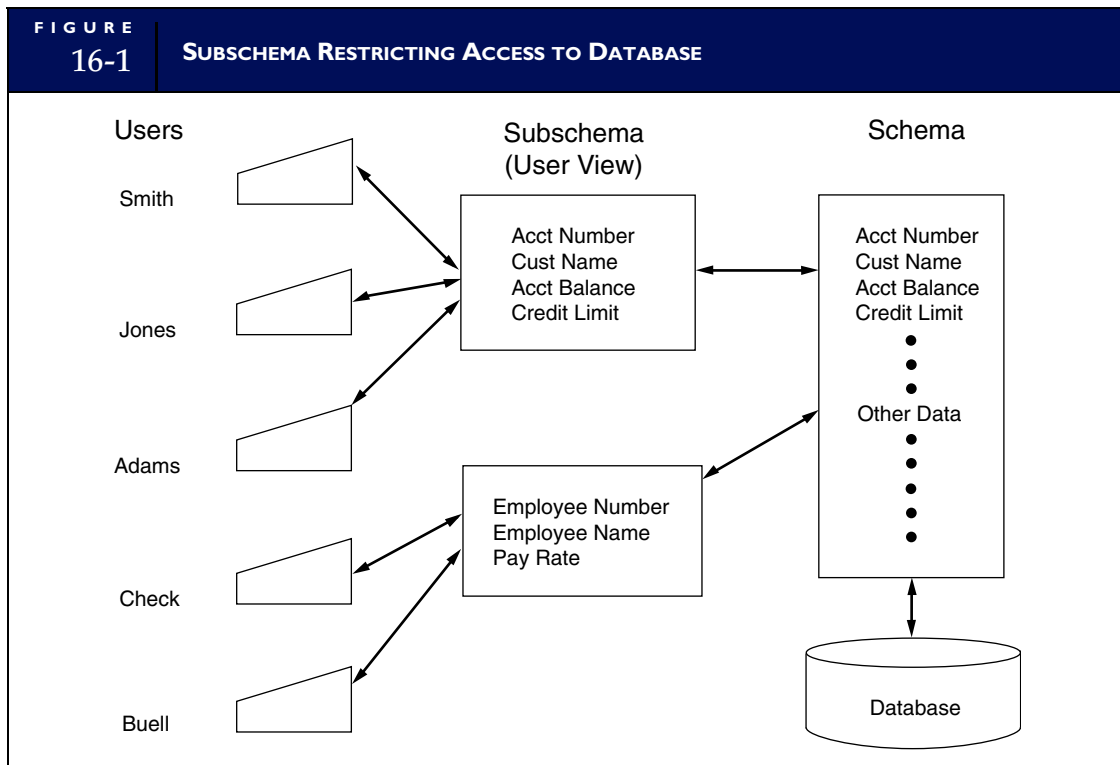 FIGURE
16-1
SUBSCHEMA RESTRICTING ACCESS TO DATABASE
Users
Subschema
(User View)
Schema
Smith
Jones
Adams
Check
Buell
Acct Number
Cust Name
Acct Balance
Credit Limit
Employee Number
Employee Name
Pay Rate
Acct Number
Cust Name
Acct Balance
Credit Limit
Other Data
Database